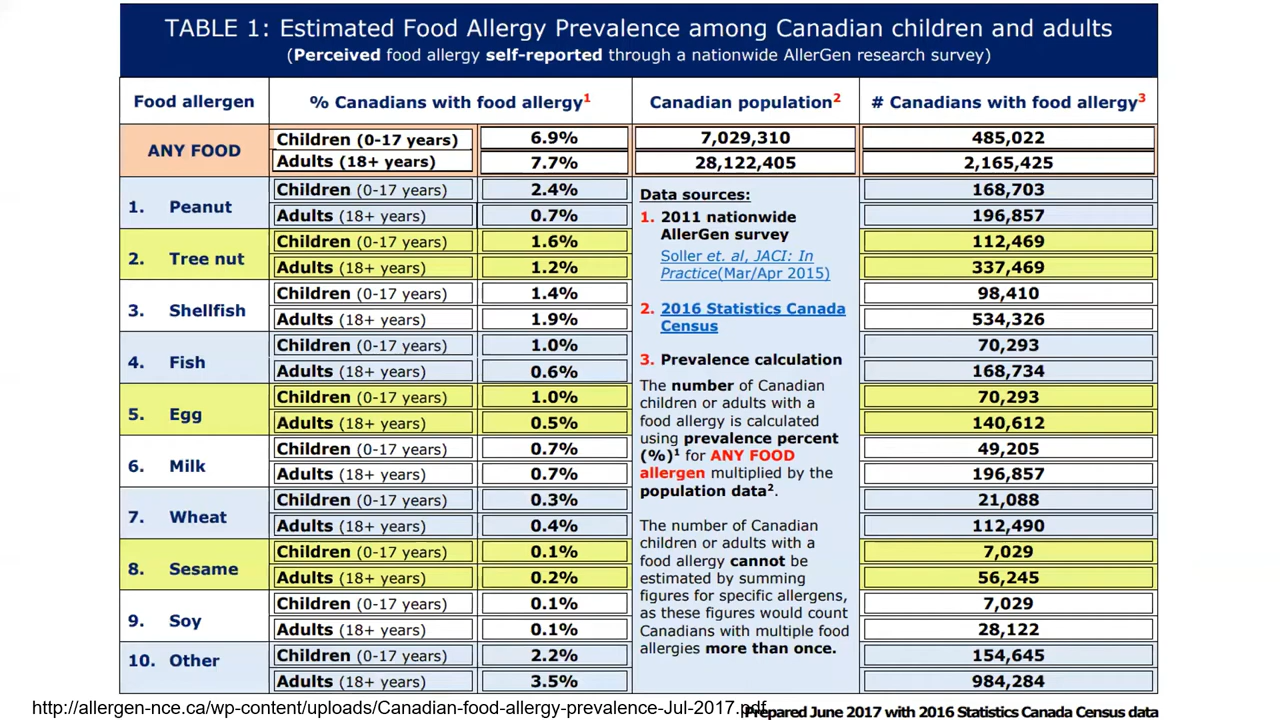 TABLE 1: Estimated Food Allergy Prevalence among Canadian children and adults
(Perceived food allergy self-reported through a nationwide AllerGen research survey)
Food allergen % Canadians with food allergy1 Canadian population2 # Canadians with food allergy3
ANY FOOD
Children (0-17 years) 6.9% 7,029,310 485,022
Adults (18+ years) 7.7% 28,122,405 2,165,425
1. Peanut
Children (0-17 years) 2.4% 168,703
Adults (18+ years) 0.7% 196,857
2. Tree nut
Children (0-17 years) 1.6% 112,469
Adults (18+ years) 1.2% 337,469
3. Shellfish
Children (0-17 years) 1.4% 98,410
Adults (18+ years) 1.9% 534,326
4. Fish
Children (0-17 years) 1.0% 70,293
Adults (18+ years) 0.6% 168,734
5. Egg
Children (0-17 years) 1.0% 70,293
Adults (18+ years) 0.5% 140,612
6. Milk
Children (0-17 years) 0.7% 49,205
Adults (18+ years) 0.7% 196,857
7. Wheat
Children (0-17 years) 0.3% 21,088
Adults (18+ years) 0.4% 112,490
8. Sesame
Children (0-17 years) 0.1% 7,029
Adults (18+ years) 0.2% 56,245
9. Soy
Children (0-17 years) 0.1% 7,029
Adults (18+ years) 0.1% 28,122
10. Other
Children (0-17 years) 2.2% 154,645
Adults (18+ years) 3.5% 984,284
Data sources:
1. 2011 nationwide
AllerGen survey
Soller et. al, JACI: In
Practice(Mar/Apr 2015)
2. 2016 Statistics Canada
Census
3. Prevalence calculation
The number of Canadian
children or adults with a
food allergy is calculated
using prevalence percent
(%)1 for ANY FOOD
allergen multiplied by the
population data2.
The number of Canadian
children or adults with a
food allergy cannot be
estimated by summing
figures for specific allergens,
as these figures would count
Canadians with multiple food
allergies more than once.
http://allergen-nce.ca/wp-content/uploads/Canadian-food-allergy-prevalence-Jul-2017.pdf
Prepared June 2017 with 2016 Statistics Canada Census data